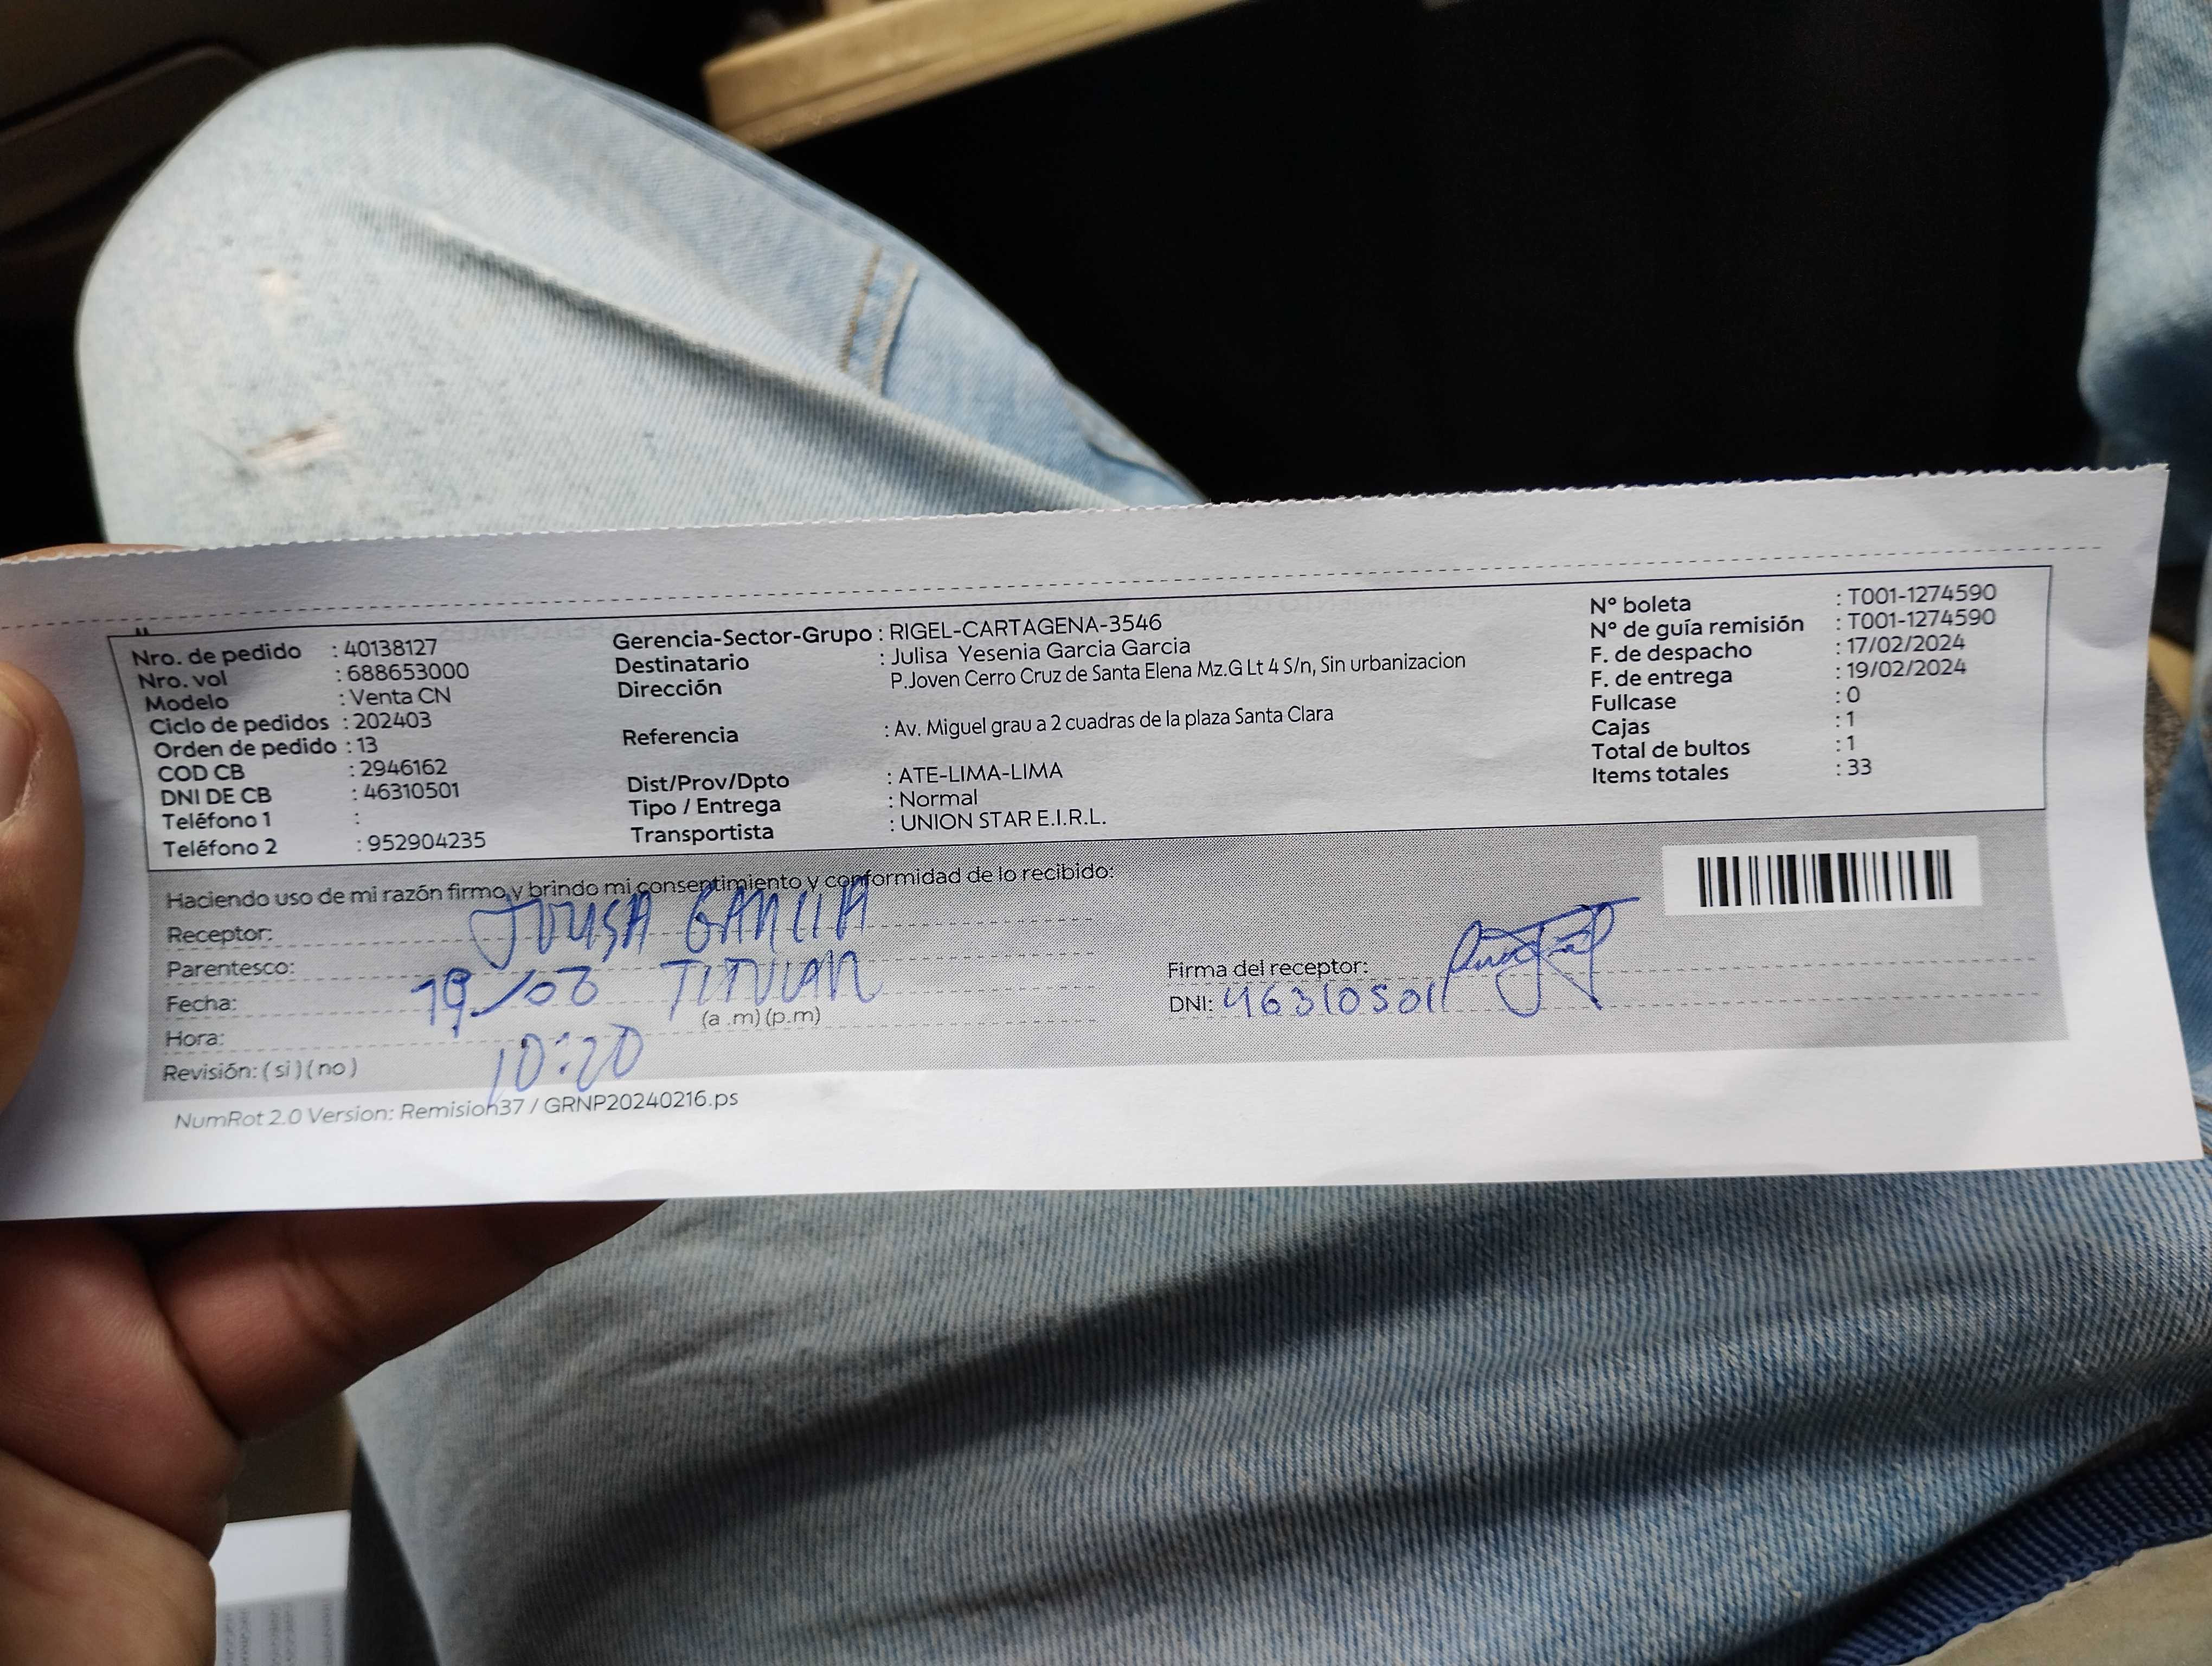 Nro. de pedido : 40138127
Nro. vol : 688653000
Modelo : Venta CN
Ciclo de pedidos : 202403
Orden de pedido : 13
COD CB : 2946162
DNI DE CB : 46310501
Teléfono 1 :
Teléfono 2 : 952904235
Gerencia-Sector-Grupo : RIGEL-CARTAGENA-3546
Destinatario : Julisa Yesenia Garcia Garcia
Dirección P.Joven Cerro Cruz de Santa Elena Mz.G Lt 4 S/n, Sin urbanizacion
Referencia : Av. Miguel grau a 2 cuadras de la plaza Santa Clara
Dist/Prov/Dpto : ATE-LIMA-LIMA
Tipo / Entrega : Normal
Transportista : UNION STAR E.I.R.L.
N° boleta : T001-1274590
N° de guía remisión : T001-1274590
F. de despacho : 17/02/2024
F. de entrega : 19/02/2024
Fullcase : 0
Cajas : 1
Total de bultos : 1
Items totales : 33
Haciendo uso de mi razón firmo y brindo mi consentimiento y conformidad de lo recibido:
Receptor: JULISA GARCIA
Parentesco: TITULAR
Fecha: 19/02
(a .m) (p.m)
Hora: 10:20
Revisión: ( si ) ( no )
Firma del receptor:
DNI: 46310501
NumRot 2.0 Version: Remision37 / GRNP20240216.ps